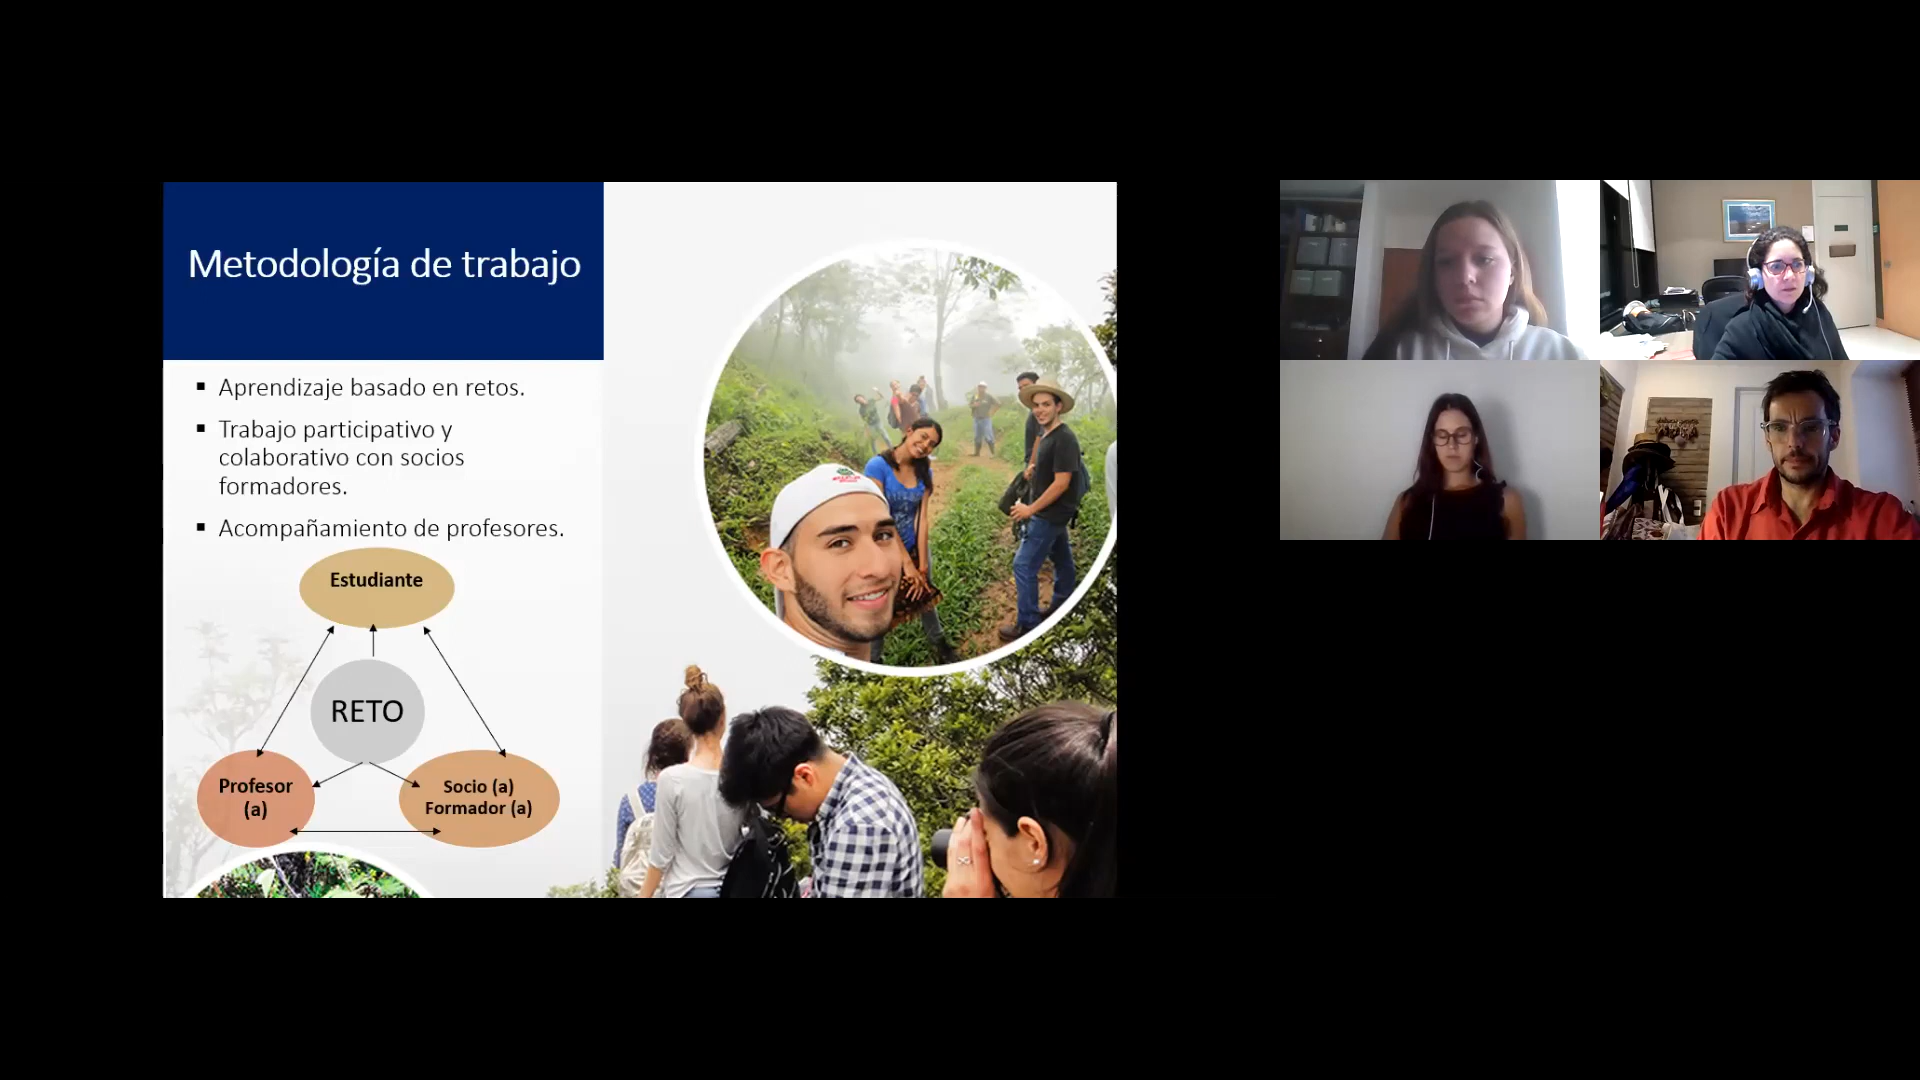 Metodología de trabajo
▪ Aprendizaje basado en retos.
▪ Trabajo participativo y
colaborativo con socios
formadores.
▪ Acompañamiento de profesores.
Estudiante
RETO
Profesor
(a)
Socio (a)
Formador (a)